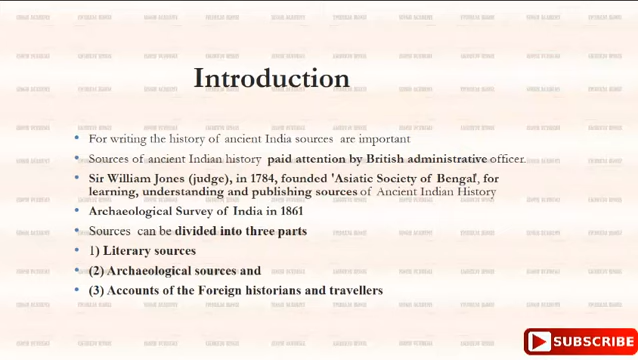 Introduction
• For writing the history of ancient India sources are important
• Sources of ancient Indian history paid attention by British administrative officer.
• Sir William Jones (judge), in 1784, founded 'Asiatic Society of Bengal', for
learning, understanding and publishing sources of Ancient Indian History
• Archaeological Survey of India in 1861
• Sources can be divided into three parts
• 1) Literary sources
• (2) Archaeological sources and
• (3) Accounts of the Foreign historians and travellers
SUBSCRIBE